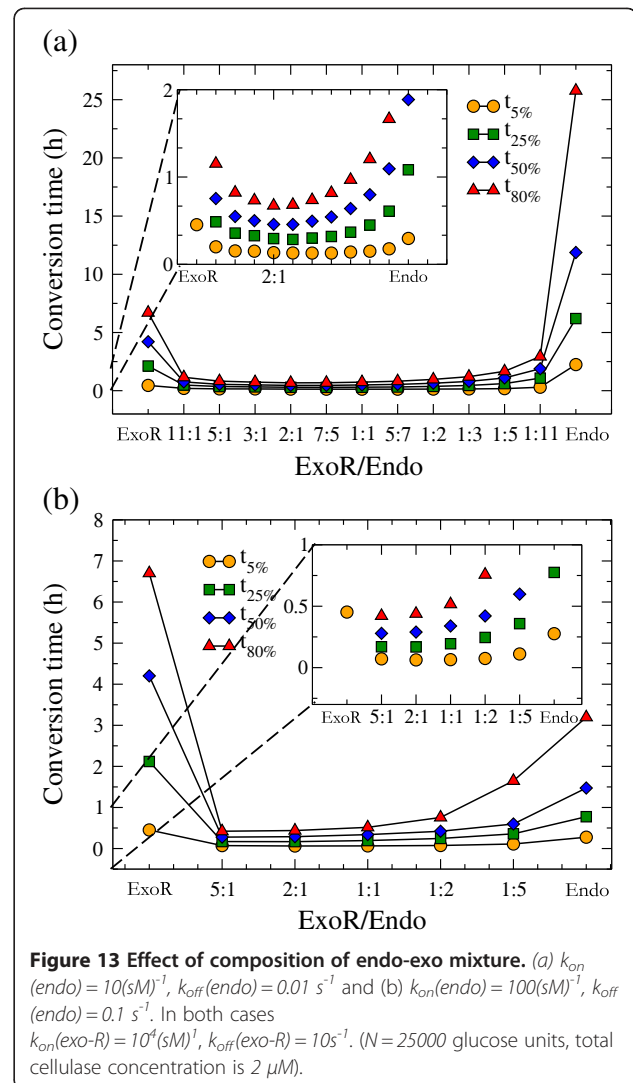 (a)
Conversion time (h)
25
20
15
10
5
0
2
1
0
ExoR 2:1 Endo
t5%
t25%
t50%
t80%
ExoR 11:1 5:1 3:1 2:1 7:5 1:1 5:7 1:2 1:3 1:5 1:11 Endo
ExoR/Endo
(b)
Conversion time (h)
8
7
6
5
4
3
2
1
0
t5%
t25%
t50%
t80%
1
0.5
0
ExoR 5:1 2:1 1:1 1:2 1:5 Endo
ExoR 5:1 2:1 1:1 1:2 1:5 Endo
ExoR/Endo
Figure 13 Effect of composition of endo-exo mixture. (a) kon
(endo) = 10(sM)-1, koff(endo) = 0.01 s-1 and (b) kon(endo) = 100(sM)-1, koff
(endo) = 0.1 s-1. In both cases
kon(exo-R) = 10^4(sM)^1, koff(exo-R) = 10s-1. (N = 25000 glucose units, total
cellulase concentration is 2 μM).